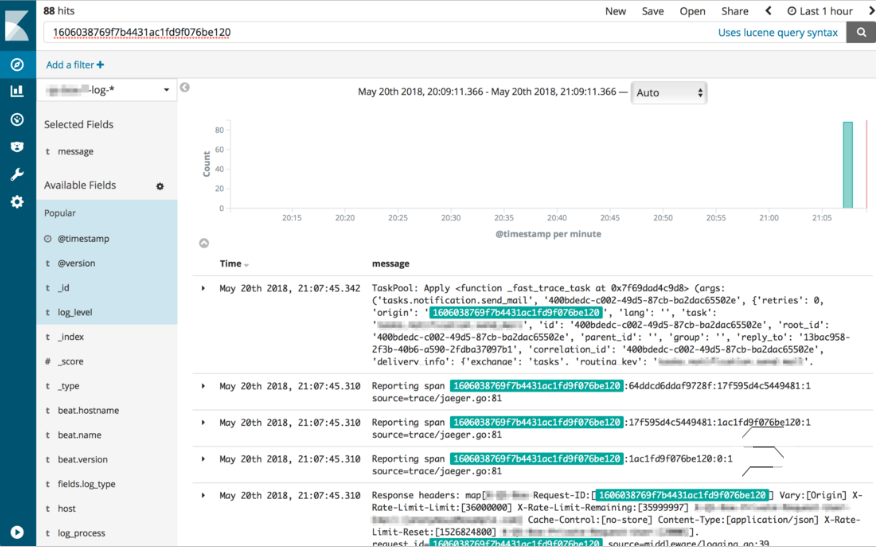 88 hits
New Save Open Share Last 1 hour
1606038769f7b4431ac1fd9f076be120
Uses lucene query syntax
Add a filter +
-log-*
May 20th 2018, 20:09:11.366 - May 20th 2018, 21:09:11.366 — Auto
Selected Fields
t message
Available Fields
Popular
@timestamp
t @version
t _id
t log_level
t _index
# _score
t _type
t beat.hostname
t beat.name
t beat.version
t fields.log_type
t host
t log_process
Count
80
60
40
20
0
20:15 20:20 20:25 20:30 20:35 20:40 20:45 20:50 20:55 21:00 21:05
@timestamp per minute
Time message
May 20th 2018, 21:07:45.342 TaskPool: Apply <function _fast_trace_task at 0x7f69dad4c9d8> (args:
('tasks.notification.send_mail', '400bdedc-c002-49d5-87cb-ba2dac65502e', {'retries': 0,
'origin': '1606038769f7b4431ac1fd9f076be120', 'lang': '', 'task':
', 'id': '400bdedc-c002-49d5-87cb-ba2dac65502e', 'root_id':
'400bdedc-c002-49d5-87cb-ba2dac65502e', 'parent_id': '', 'group': '', 'reply_to': '13bac958-
2f3b-40b6-a590-2fdba37097b1', 'correlation_id': '400bdedc-c002-49d5-87cb-ba2dac65502e',
'delivery_info': {'exchange': 'tasks', 'routing_key': '
May 20th 2018, 21:07:45.310 Reporting span 1606038769f7b4431ac1fd9f076be120:64ddcd6ddaf9728f:17f595d4c5449481:1
source=trace/jaeger.go:81
May 20th 2018, 21:07:45.310 Reporting span 1606038769f7b4431ac1fd9f076be120:17f595d4c5449481:1ac1fd9f076be120:1
source=trace/jaeger.go:81
May 20th 2018, 21:07:45.310 Reporting span 1606038769f7b4431ac1fd9f076be120:1ac1fd9f076be120:0:1
source=trace/jaeger.go:81
May 20th 2018, 21:07:45.310 Response headers: map[ Request-ID:[1606038769f7b4431ac1fd9f076be120] Vary:[Origin] X-
Rate-Limit-Limit:[36000000] X-Rate-Limit-Remaining:[35999997]
Cache-Control:[no-store] Content-Type:[application/json] X-Rate-
Limit-Reset:[1526824800]
request_id=1606038769f7b4431ac1fd9f076be120 source=middleware/logging.go:39